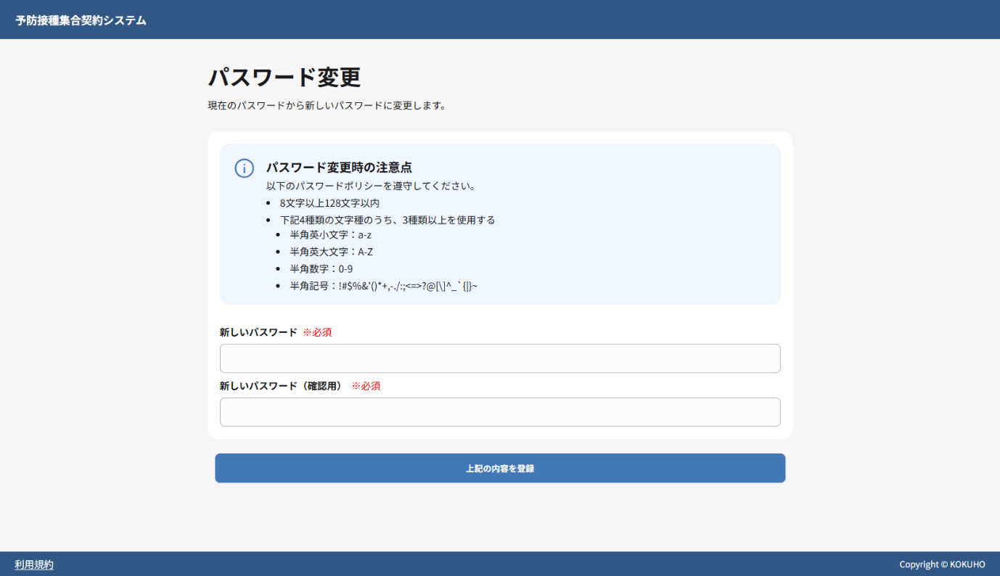 予防接種集合契約システム
パスワード変更
現在のパスワードから新しいパスワードに変更します。
パスワード変更時の注意点
以下のパスワードポリシーを遵守してください。
• 8文字以上128文字以内
• 下記4種類の文字種のうち、3種類以上を使用する
• 半角英小文字：a-z
• 半角英大文字：A-Z
• 半角数字：0-9
• 半角記号：!#$%&'()*+,-./:;<=>?@[\]^_`{|}~
新しいパスワード ※必須
新しいパスワード（確認用） ※必須
上記の内容を登録
利用規約
Copyright © KOKUHO